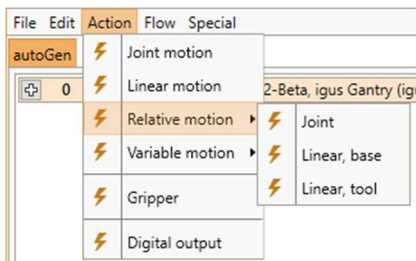 File Edit Action Flow Special
autoGen
Joint motion
Linear motion
0 2-Beta, igus Gantry (igu
Relative motion
Joint
Variable motion
Linear, base
Linear, tool
Gripper
Digital output